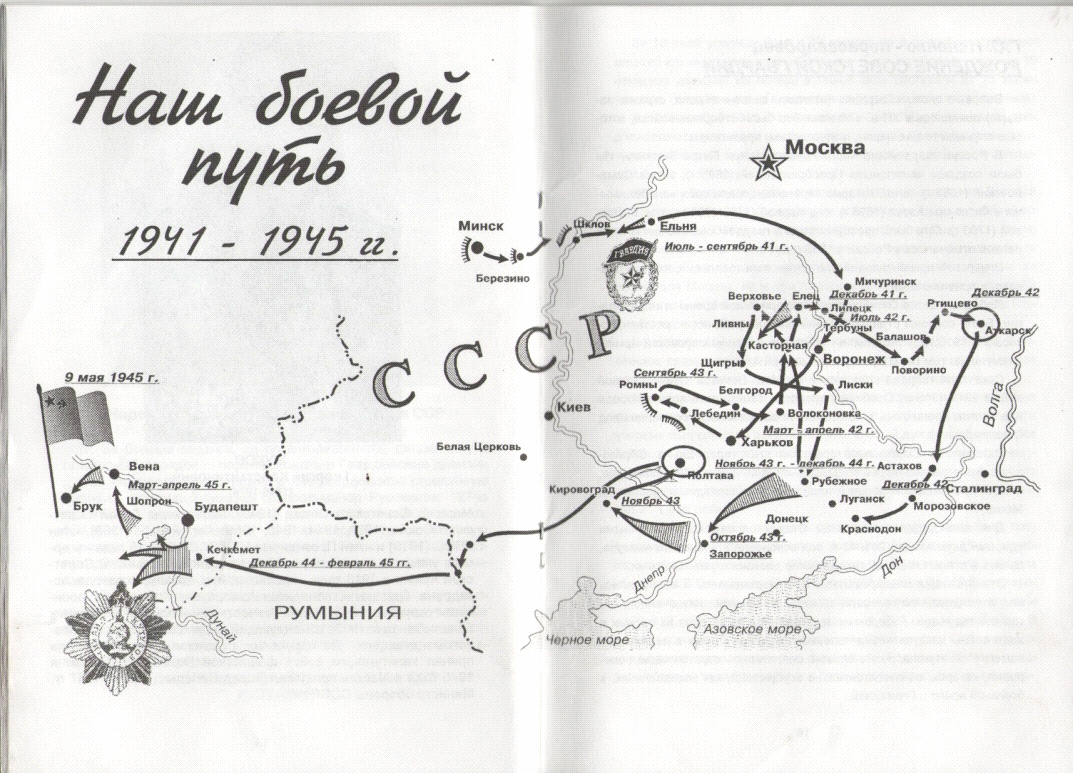 Наш боевой
путь
1941 - 1945 гг.
Москва
Минск
Шклов
Ельня
Июль - сентябрь 41 г.
Березино
ГВАРДИЯ
Мичуринск
Декабрь 41 г.
Декабрь 42
Верховье
Елец
Липецк
Ртищево
Июль 42 г.
Ливны
Тербуны
Аткарск
Балашов
Касторная
Воронеж
Щигры
Поворино
СССР
Сентябрь 43 г.
9 мая 1945 г.
Ромны
Белгород
Лиски
Волга
Киев
Лебедин
Волоконовка
Март - апрель 42 г.
Харьков
Белая Церковь
Вена
Ноябрь 43 г. - декабрь 44 г.
Астахов
Полтава
Март-апрель 45 г.
Рубежное
Декабрь 42
Сталинград
Шопрон
Кировоград
Ноябрь 43
Луганск
Морозовское
Брук
Будапешт
Донецк
Краснодон
Октябрь 43 г.
Кечкемет
Запорожье
Декабрь 44 - февраль 45 гг.
Днепр
Дон
РУМЫНИЯ
Дунай
Черное море
Азовское море